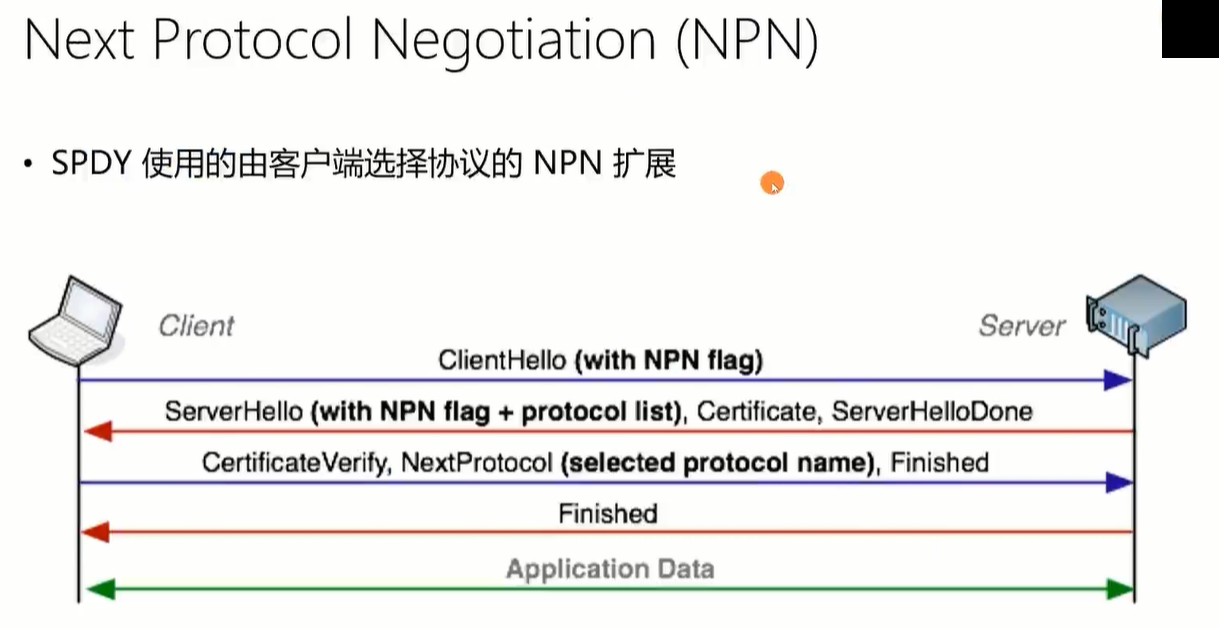 Next Protocol Negotiation (NPN)
• SPDY 使用的由客户端选择协议的 NPN 扩展
Client
Server
ClientHello (with NPN flag)
ServerHello (with NPN flag + protocol list), Certificate, ServerHelloDone
CertificateVerify, NextProtocol (selected protocol name), Finished
Finished
Application Data